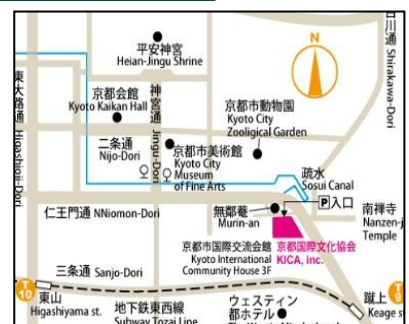 平安神宮
Heian-Jingu Shrine
N
白川通 Shirakawa-Dori
東大路通 Higashioji-Dori
京都会館
Kyoto Kaikan Hall
神宮道 Jingu-Dori
京都市動物園
Kyoto City
Zooligical Garden
二条通
Nijo-Dori
京都市美術館
Kyoto City
Museum
of Fine Arts
疏水
Sosui Canal
P入口
仁王門通 NNiomon-Dori
無鄰菴
Murin-an
南禅寺
Nanzen-j
Temple
京都市国際交流会館
Kyoto International
Community House 3F
京都国際文化協会
KICA, inc.
三条通 Sanjo-Dori
T
10
東山
Higashiyama st.
地下鉄東西線
Subway Tozai Line
ウェスティン
都ホテル
T
9
蹴上
Keage st